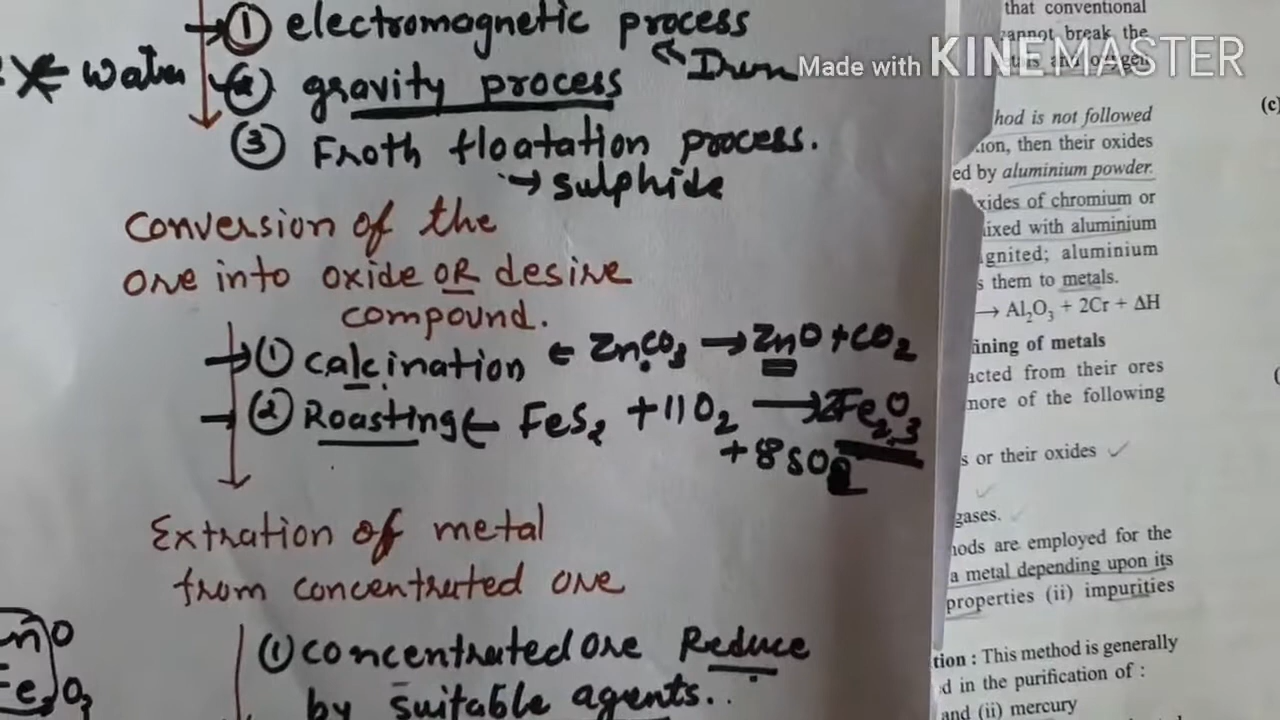 → ① electromagnetic process
← Iron
water
② gravity process
③ Froth floatation process.
→ sulphide
Conversion of the
ore into oxide OR desire
compound.
→ ① Calcination ← ZnCO3 → ZnO + CO2
→ ② Roasting ← FeS2 + 11O2 → 2Fe2O3
+ 8SO2
Extration of metal
from concentrated ore
① concentrated ore Reduce
by suitable agents..
nO
Fe2O3
Made with KINEMASTER
that conventional
cannot break the
hod is not followed
ion, then their oxides
ed by aluminium powder.
xides of chromium or
ixed with aluminium
gnited; aluminium
s them to metals.
→ Al2O3 + 2Cr + ΔH
ining of metals
acted from their ores
more of the following
s or their oxides ✓
gases.
hods are employed for the
a metal depending upon its
properties (ii) impurities
tion : This method is generally
d in the purification of :
and (ii) mercury
(c)